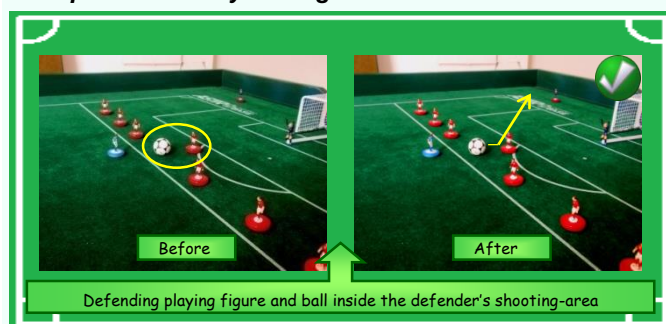 Before
After
Defending playing figure and ball inside the defender's shooting-area